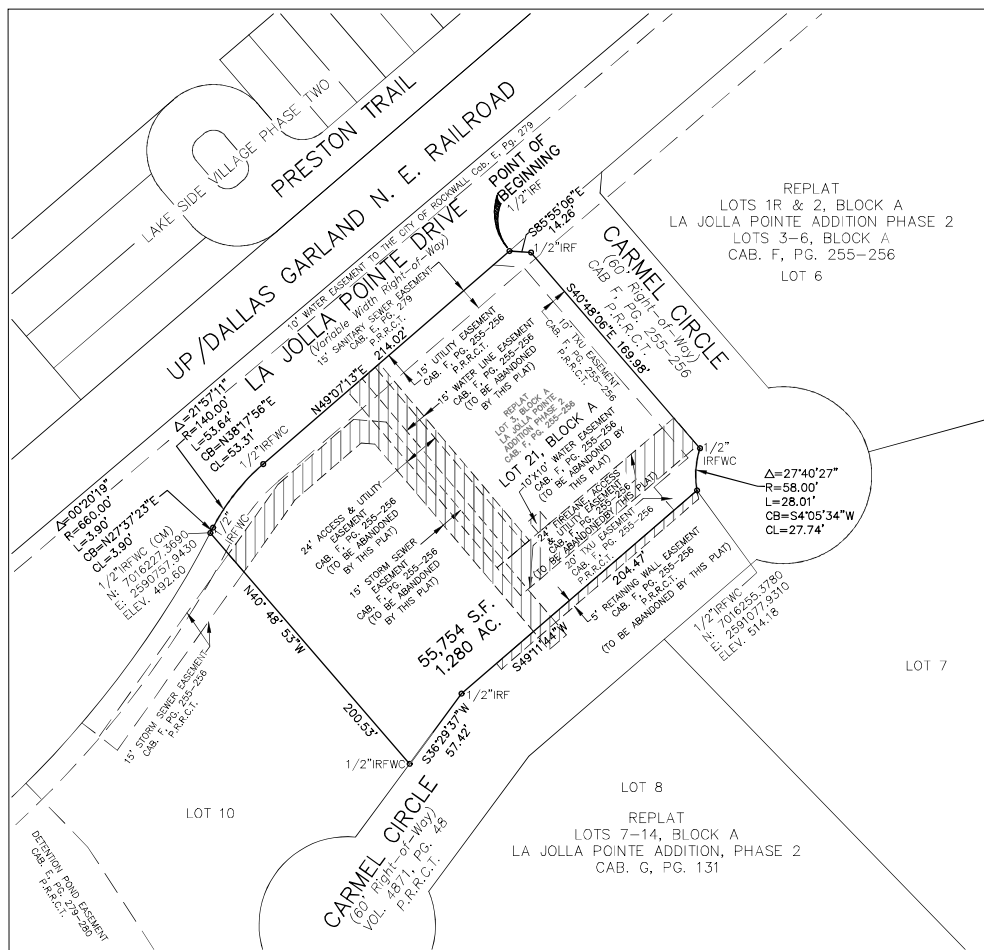 LAKE SIDE VILLAGE PHASE TWO
PRESTON TRAIL
UP/DALLAS GARLAND N. E. RAILROAD
10' WATER EASEMENT TO THE CITY OF ROCKWALL Cab. E, Pg. 279
LA JOLLA POINTE DRIVE
(Variable Width Right-of-Way)
15' SANITARY SEWER EASEMENT
CAB. E, PG. 279
P.R.R.C.T.
214.02'
N49°07'13"E
POINT OF
BEGINNING
1/2"IRF
S85°55'06"E
14.26'
1/2"IRF
REPLAT
LOTS 1R & 2, BLOCK A
LA JOLLA POINTE ADDITION PHASE 2
LOTS 3-6, BLOCK A
CAB. F, PG. 255-256
LOT 6
CARMEL CIRCLE
(60' Right-of-Way)
CAB F, PG. 255-256
P.R.R.C.T.
S40°48'06"E 169.98'
10' TXU EASEMENT
CAB. F, PG. 255-256
P.R.R.C.T.
15' UTILITY EASEMENT
CAB. F, PG. 255-256
P.R.R.C.T.
15' WATER LINE EASEMENT
CAB. F, PG. 255-256
(TO BE ABANDONED
BY THIS PLAT)
REPLAT
LOT 3, BLOCK A
LA JOLLA POINTE
ADDITION PHASE 2
CAB. F, PG. 255-256
LOT 21, BLOCK A
10'X10' WATER EASEMENT
CAB. F, PG. 255-256
(TO BE ABANDONED BY
THIS PLAT)
24' FIRELANE ACCESS
& UTILITY EASEMENT
CAB. F, PG. 255-256
(TO BE ABANDONED BY THIS PLAT)
20' TXU EASEMENT
CAB. F, PG. 255-256
P.R.R.C.T.
204.47'
S49°11'44"W
5' RETAINING WALL EASEMENT
CAB. F, PG. 255-256
P.R.R.C.T.
(TO BE ABANDONED BY THIS PLAT)
1/2"
IRFWC
Δ=27°40'27"
R=58.00'
L=28.01'
CB=S4°05'34"W
CL=27.74'
1/2"IRFWC
N: 7016255.3780
E: 2591077.9310
ELEV. 514.18
Δ=21°57'11"
R=140.00'
L=53.64'
CB=N38°17'56"E
CL=53.31'
1/2"IRFWC
Δ=00°20'19"
R=660.00'
L=3.90'
CB=N27°37'23"E
CL=3.90'
1/2"IRFWC (CM)
N: 7016227.3690
E: 2590757.9430
ELEV. 492.60
1/2"
IRFWC
24' ACCESS & UTILITY
EASEMENT
CAB. F, PG. 255-256
(TO BE ABANDONED
BY THIS PLAT)
15' STORM SEWER
EASEMENT
CAB. F, PG. 255-256
(TO BE ABANDONED
BY THIS PLAT)
55,754 S.F.
1.280 AC.
N40° 48' 53"W
200.53'
15' STORM SEWER EASEMENT
CAB. F, PG. 255-256
P.R.R.C.T.
1/2"IRF
S36°29'37"W
57.42'
1/2"IRFWC
LOT 7
LOT 8
LOT 10
REPLAT
LOTS 7-14, BLOCK A
LA JOLLA POINTE ADDITION, PHASE 2
CAB. G, PG. 131
CARMEL CIRCLE
(60' Right-of-Way)
VOL. 4871, PG. 48
P.R.R.C.T.
DETENTION POND EASEMENT
CAB. E, PG. 279-280
P.R.R.C.T.